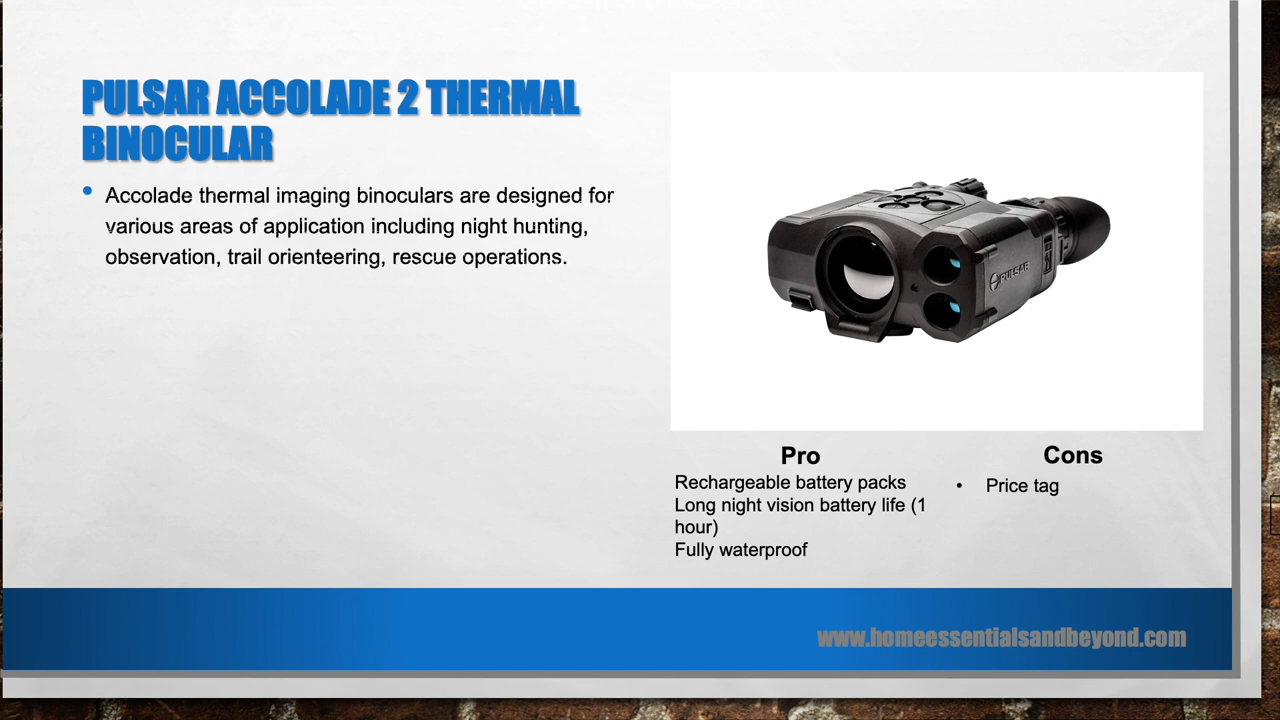 PULSAR ACCOLADE 2 THERMAL
BINOCULAR
• Accolade thermal imaging binoculars are designed for
various areas of application including night hunting,
observation, trail orienteering, rescue operations.
PULSAR
Pro
Rechargeable battery packs
Long night vision battery life (1
hour)
Fully waterproof
Cons
• Price tag
www.homeessentialsandbeyond.com